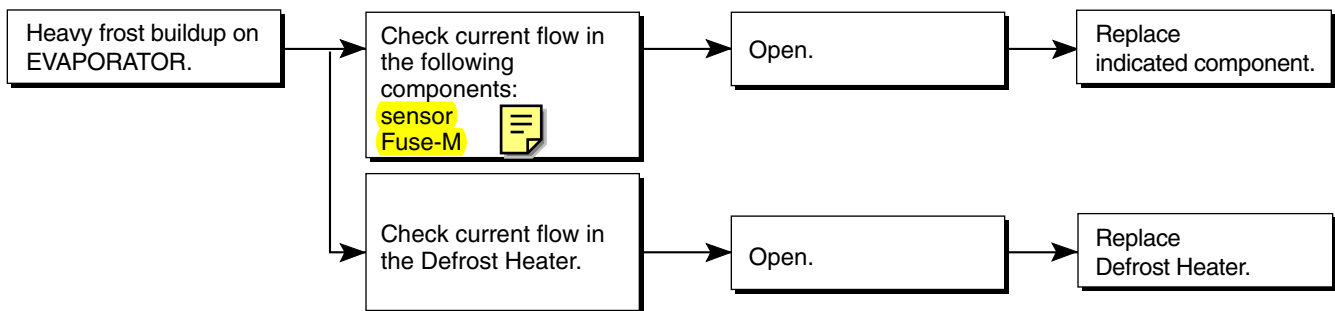 Heavy frost buildup on
EVAPORATOR.
Check current flow in
the following
components:
sensor
Fuse-M
Open.
Replace
indicated component.
Check current flow in
the Defrost Heater.
Open.
Replace
Defrost Heater.